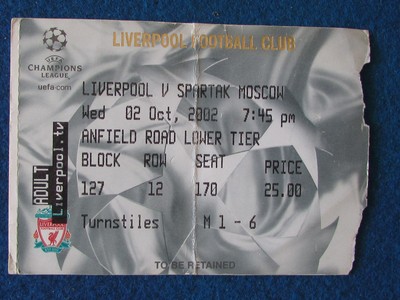 LIVERPOOL FOOTBALL CLUB
UEFA
CHAMPIONS
LEAGUE
uefa.com
LIVERPOOL V SPARTAK MOSCOW
Wed 02 Oct, 2002 7:45 pm
ANFIELD ROAD LOWER TIER
BLOCK ROW SEAT PRICE
127 12 170 25.00
Turnstiles M 1 - 6
ADULT
Liverpool.tv
TO BE RETAINED